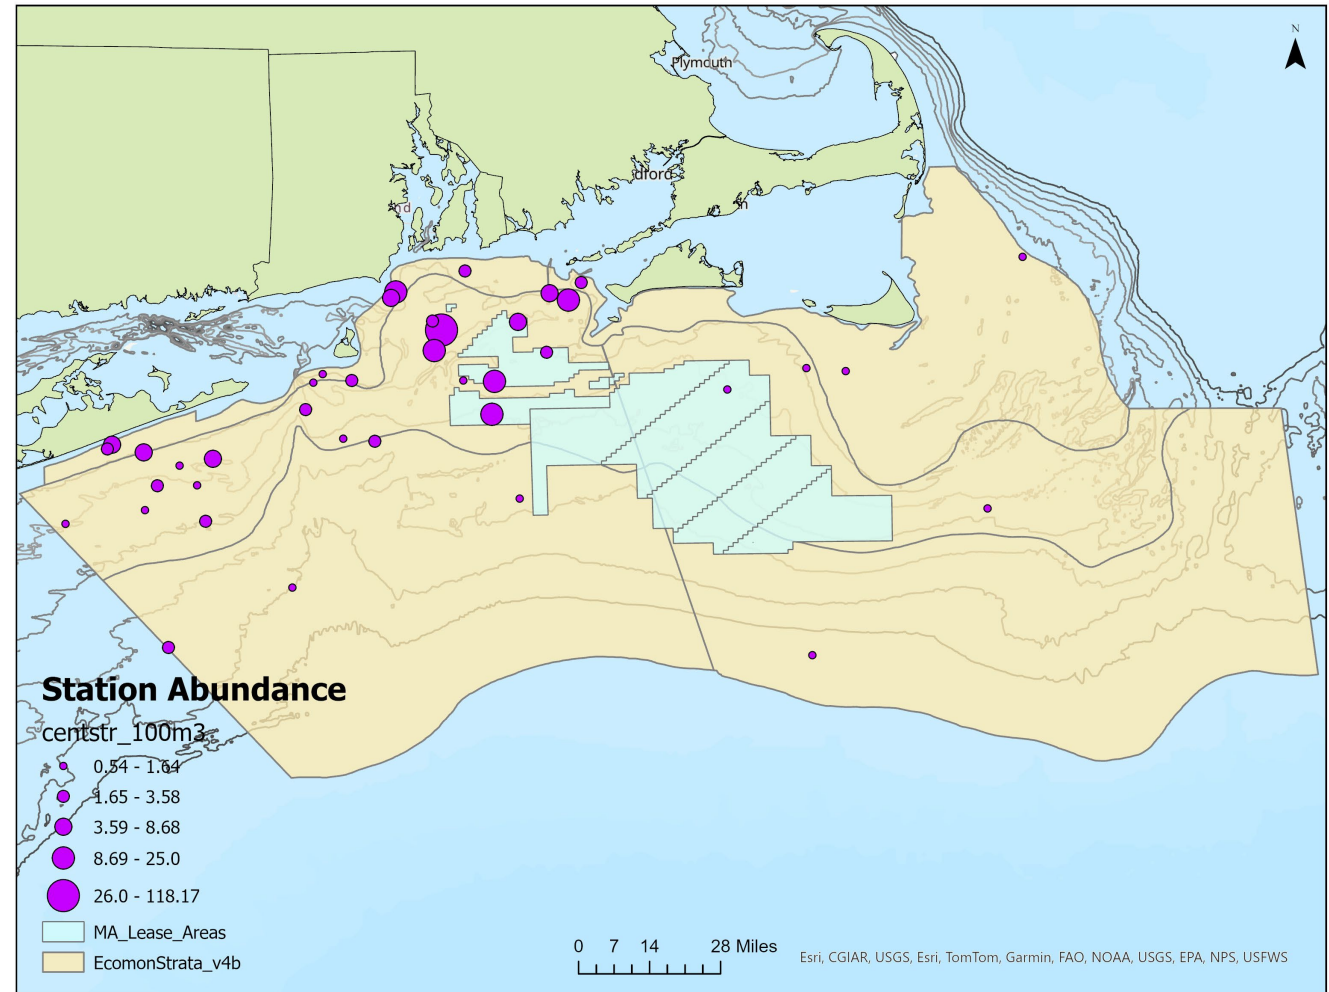 N
Plymouth
dford
h
nd
Station Abundance
centstr_100m3
0.54 - 1.64
1.65 - 3.58
3.59 - 8.68
8.69 - 25.0
26.0 - 118.17
MA_Lease_Areas
EcomonStrata_v4b
0 7 14 28 Miles
Esri, CGIAR, USGS, Esri, TomTom, Garmin, FAO, NOAA, USGS, EPA, NPS, USFWS